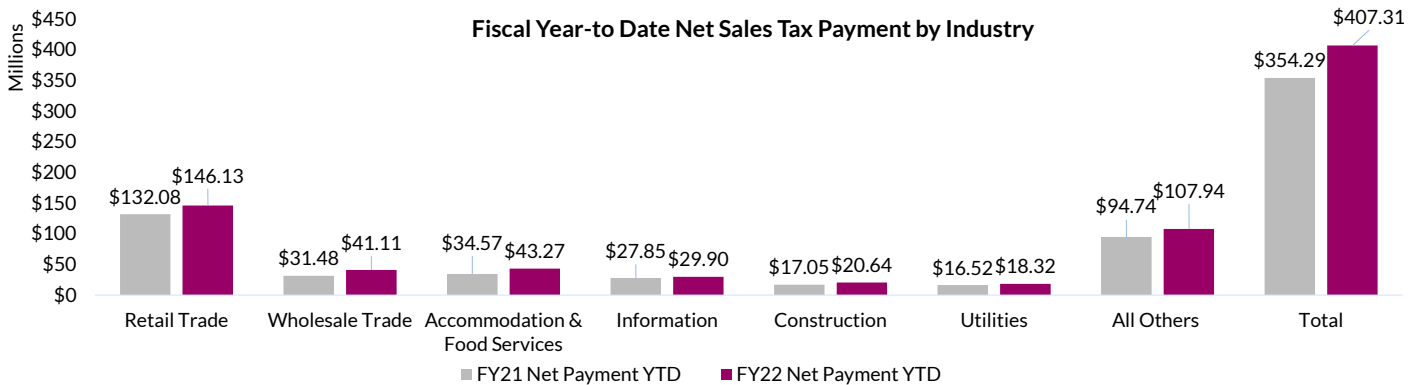 Fiscal Year-to Date Net Sales Tax Payment by Industry
Millions
$450
$400
$350
$300
$250
$200
$150
$100
$50
$0
$132.08
$146.13
$31.48
$41.11
$34.57
$43.27
$27.85
$29.90
$17.05
$20.64
$16.52
$18.32
$94.74
$107.94
$354.29
$407.31
Retail Trade
Wholesale Trade
Accommodation &
Food Services
Information
Construction
Utilities
All Others
Total
FY21 Net Payment YTD
FY22 Net Payment YTD